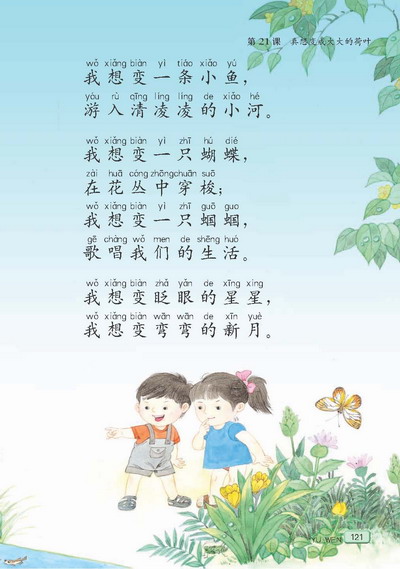 第21课 真想变成大大的荷叶
wǒ xiǎng biàn yì tiáo xiǎo yú
我想变一条小鱼，
yóu rù qīng líng líng de xiǎo hé
游入清凌凌的小河。
wǒ xiǎng biàn yì zhī hú dié
我想变一只蝴蝶，
zài huā cóng zhōng chuān suō
在花丛中穿梭；
wǒ xiǎng biàn yì zhī guō guo
我想变一只蝈蝈，
gē chàng wǒ men de shēng huó
歌唱我们的生活。
wǒ xiǎng biàn zhǎ yǎn de xīng xing
我想变眨眼的星星，
wǒ xiǎng biàn wān wān de xīn yuè
我想变弯弯的新月。
YU WEN 121